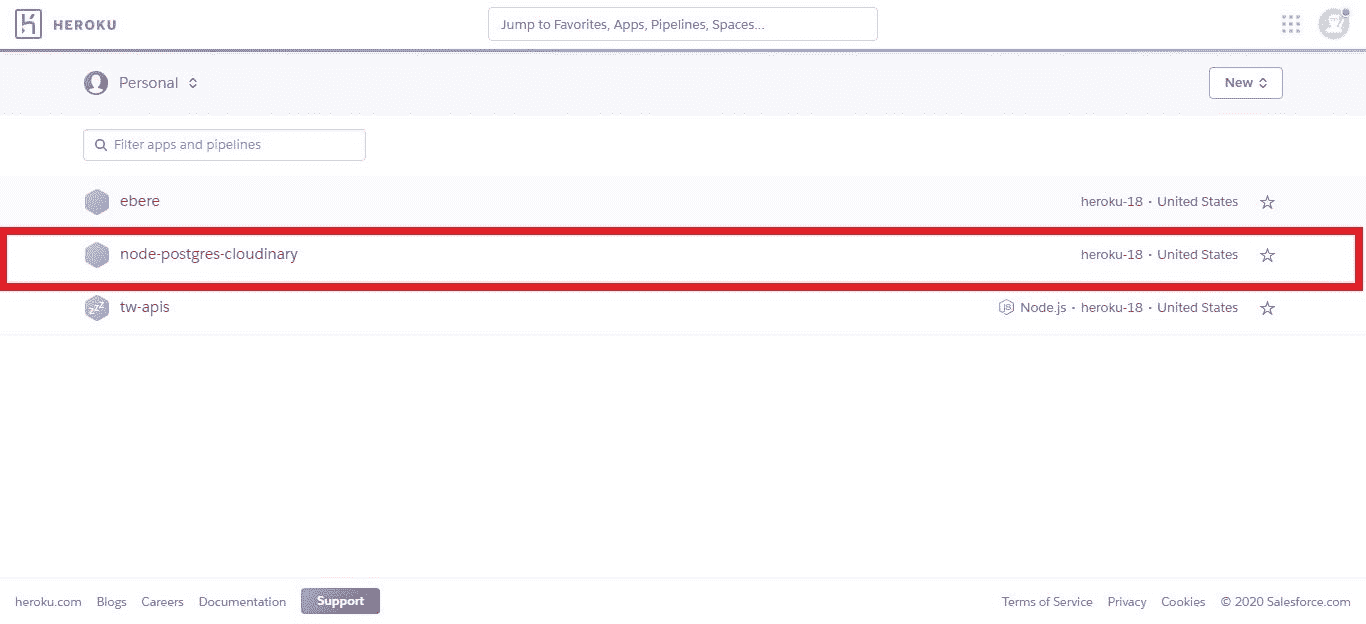 HEROKU Jump to Favorites, Apps, Pipelines, Spaces...
Personal New
Filter apps and pipelines
ebere heroku-18 · United States
node-postgres-cloudinary heroku-18 · United States
tw-apis Node.js · heroku-18 · United States
heroku.com Blogs Careers Documentation Support Terms of Service Privacy Cookies © 2020 Salesforce.com